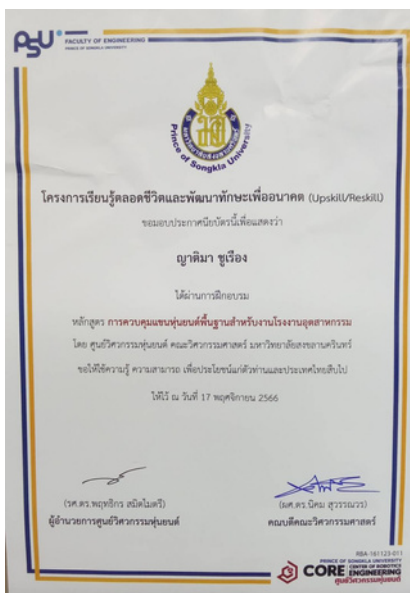 PSU FACULTY OF ENGINEERING
PRINCE OF SONGKLA UNIVERSITY
Prince of Songkla University
โครงการเรียนรู้ตลอดชีวิตและพัฒนาทักษะเพื่ออนาคต (Upskill/Reskill)
ขอมอบประกาศนียบัตรนี้เพื่อแสดงว่า
ญาติมา ชูเรือง
ได้ผ่านการฝึกอบรม
หลักสูตร การควบคุมแขนหุ่นยนต์พื้นฐานสำหรับงานโรงงานอุตสาหกรรม
โดย ศูนย์วิศวกรรมหุ่นยนต์ คณะวิศวกรรมศาสตร์ มหาวิทยาลัยสงขลานครินทร์
ขอให้ใช้ความรู้ ความสามารถ เพื่อประโยชน์แก่ตัวท่านและประเทศไทยสืบไป
ให้ไว้ ณ วันที่ 17 พฤศจิกายน 2566
(รศ.ดร.พฤทธิกร สมิตไมตรี) (ผศ.ดร.นิคม สุวรรณวร)
ผู้อำนวยการศูนย์วิศวกรรมหุ่นยนต์ คณบดีคณะวิศวกรรมศาสตร์
RBA-161123-011
PRINCE OF SONGKLA UNIVERSITY
CORE CENTER OF ROBOTICS ENGINEERING
ศูนย์วิศวกรรมหุ่นยนต์